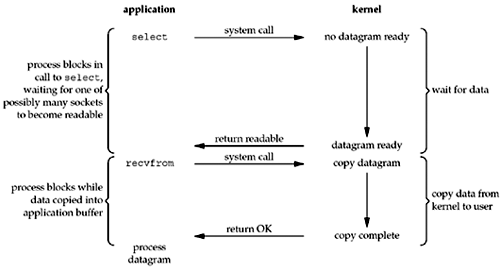 application
kernel
select
system call
no datagram ready
process blocks in
call to select,
waiting for one of
possibly many sockets
to become readable
wait for data
return readable
datagram ready
recvfrom
system call
copy datagram
process blocks while
data copied into
application buffer
copy data from
kernel to user
return OK
copy complete
process
datagram